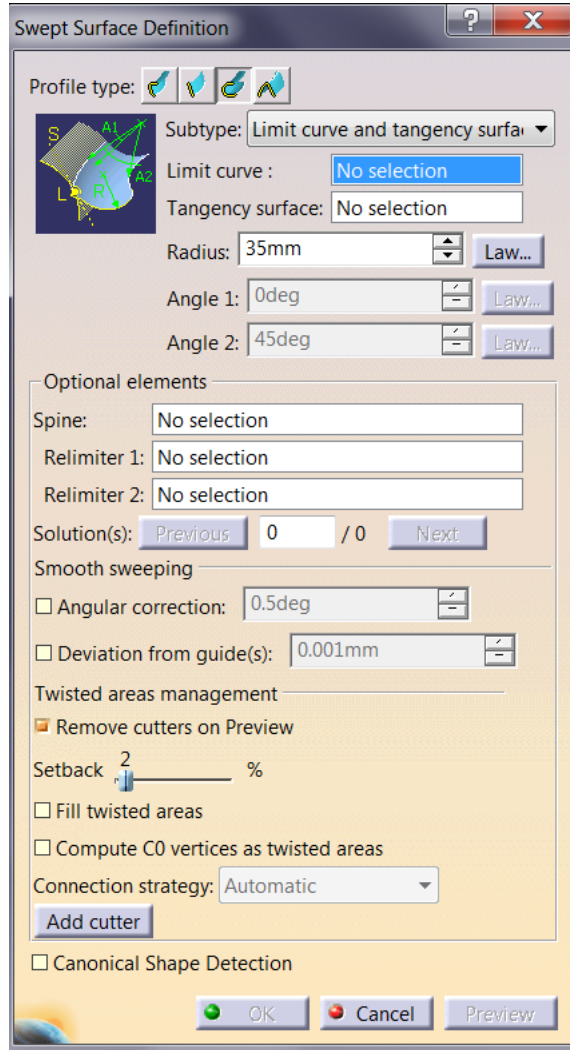 Swept Surface Definition
?
X
Profile type:
S A1 A2 L R
Subtype: Limit curve and tangency surfa
Limit curve : No selection
Tangency surface: No selection
Radius: 35mm Law...
Angle 1: 0deg Law...
Angle 2: 45deg Law...
Optional elements
Spine: No selection
Relimiter 1: No selection
Relimiter 2: No selection
Solution(s): Previous 0 / 0 Next
Smooth sweeping
Angular correction: 0.5deg
Deviation from guide(s): 0.001mm
Twisted areas management
Remove cutters on Preview
Setback 2 %
Fill twisted areas
Compute C0 vertices as twisted areas
Connection strategy: Automatic
Add cutter
Canonical Shape Detection
OK Cancel Preview